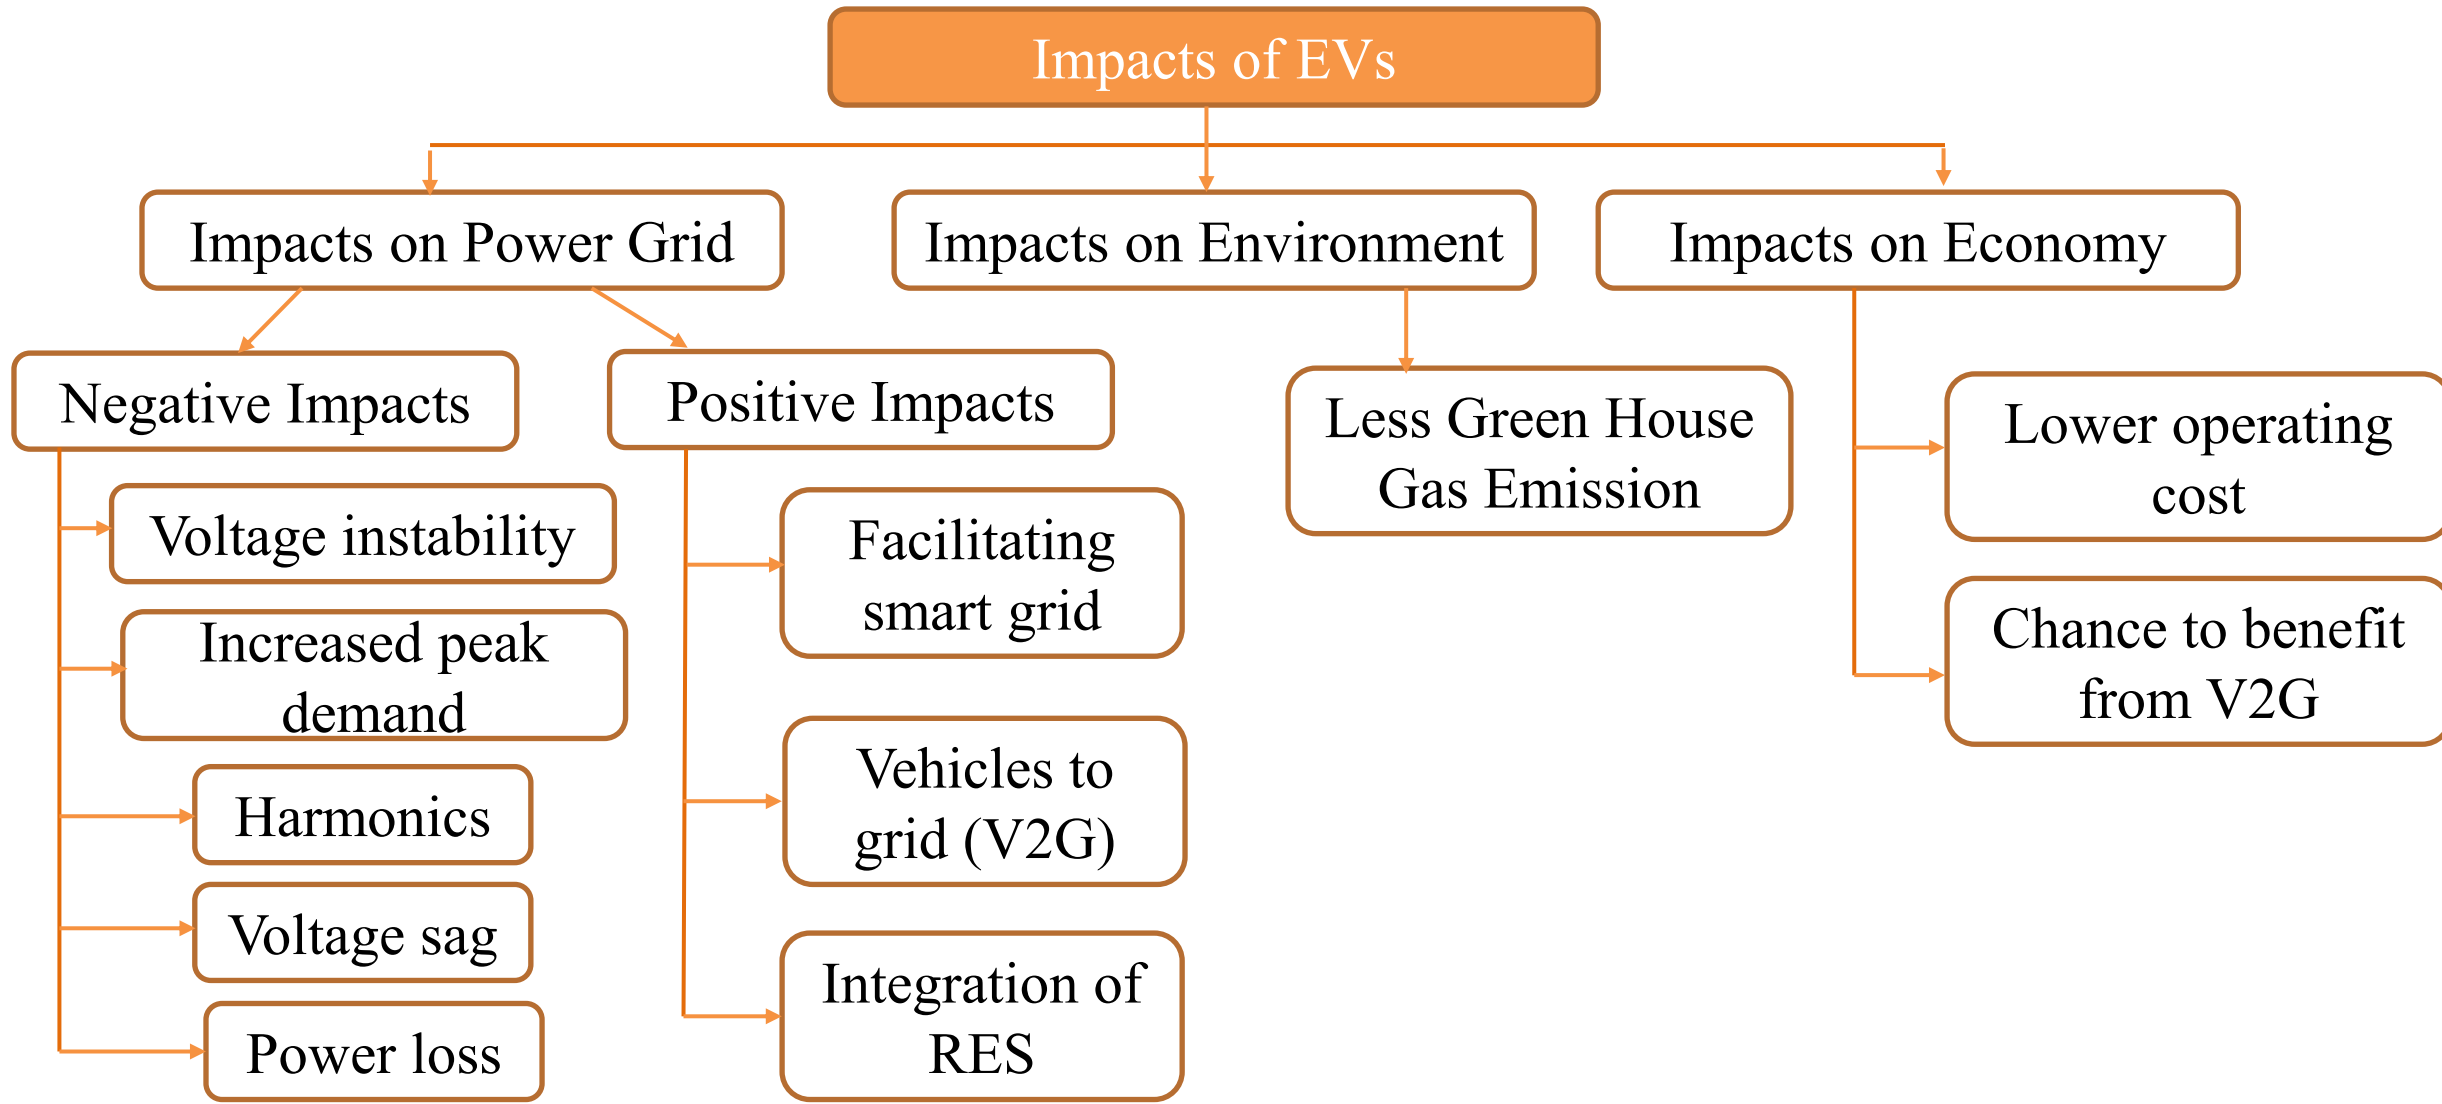 Impacts of EVs
Impacts on Power Grid
Impacts on Environment
Impacts on Economy
Negative Impacts
Voltage instability
Increased peak
demand
Harmonics
Voltage sag
Power loss
Positive Impacts
Facilitating
smart grid
Vehicles to
grid (V2G)
Integration of
RES
Less Green House
Gas Emission
Lower operating
cost
Chance to benefit
from V2G